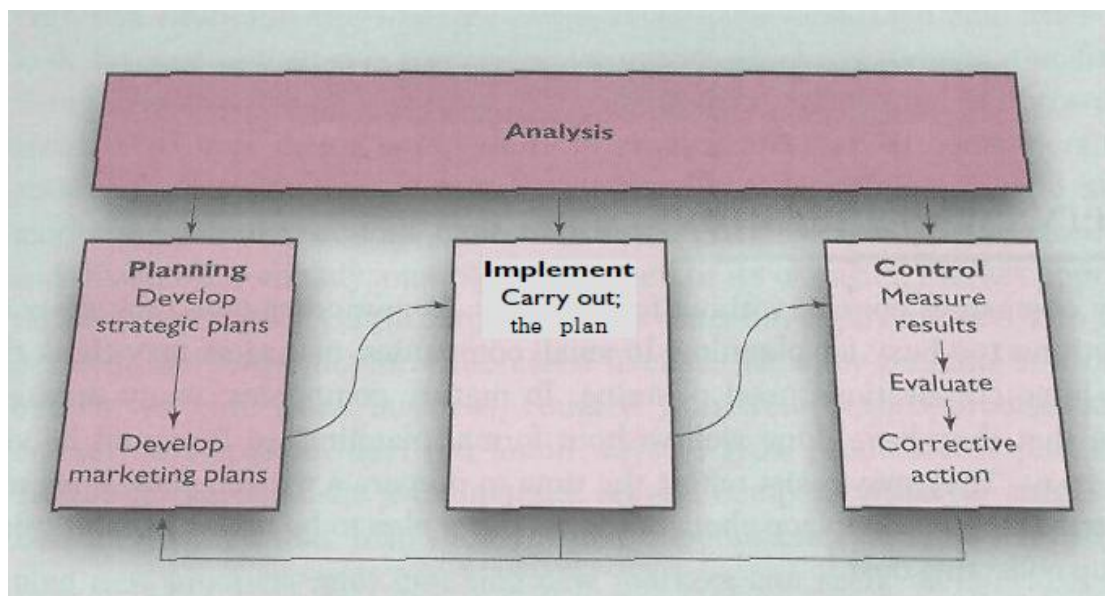 Analysis
Planning
Develop
strategic plans
Develop
marketing plans
Implement
Carry out;
the plan
Control
Measure
results
Evaluate
Corrective
action